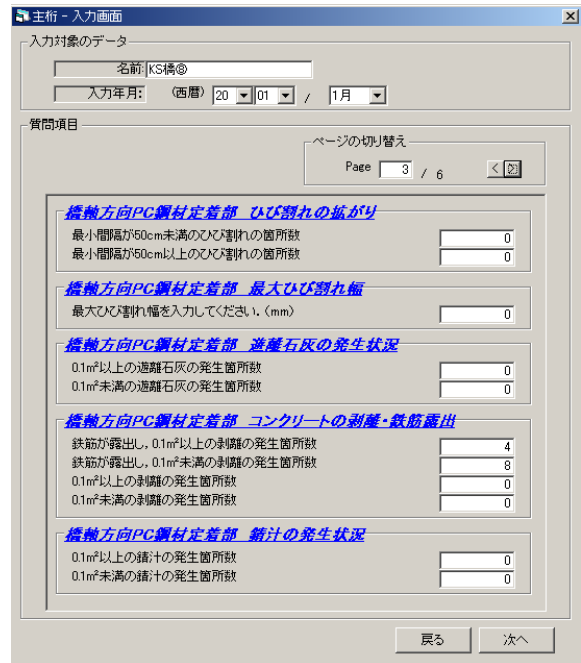 主桁 - 入力画面
入力対象のデータ
名前: KS橋⑧
入力年月: (西暦) 20 01 / 1月
質問項目
ページの切り替え
Page 3 / 6 < >
橋軸方向PC鋼材定着部 ひび割れの拡がり
最小間隔が50cm未満のひび割れの箇所数 0
最小間隔が50cm以上のひび割れの箇所数 0
橋軸方向PC鋼材定着部 最大ひび割れ幅
最大ひび割れ幅を入力してください. (mm) 0
橋軸方向PC鋼材定着部 遊離石灰の発生状況
0.1㎡以上の遊離石灰の発生箇所数 0
0.1㎡未満の遊離石灰の発生箇所数 0
橋軸方向PC鋼材定着部 コンクリートの剥離・鉄筋露出
鉄筋が露出し, 0.1㎡以上の剥離の発生箇所数 4
鉄筋が露出し, 0.1㎡未満の剥離の発生箇所数 8
0.1㎡以上の剥離の発生箇所数 0
0.1㎡未満の剥離の発生箇所数 0
橋軸方向PC鋼材定着部 錆汁の発生状況
0.1㎡以上の錆汁の発生箇所数 0
0.1㎡未満の錆汁の発生箇所数 0
戻る 次へ